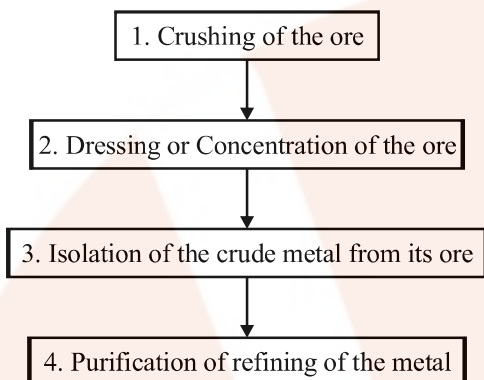 1. Crushing of the ore
2. Dressing or Concentration of the ore
3. Isolation of the crude metal from its ore
4. Purification of refining of the metal